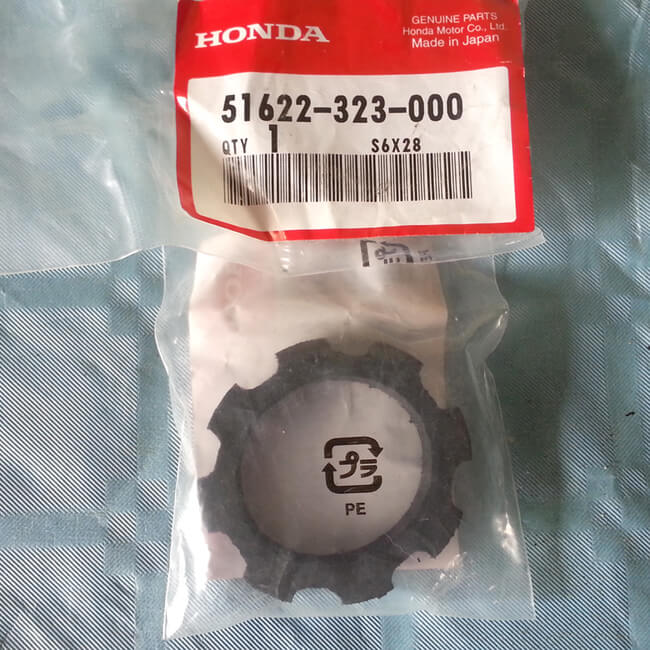 HONDA
GENUINE PARTS
Honda Motor Co., Ltd.
Made in Japan
51622-323-000
QTY 1 S6X28
プラ
PE